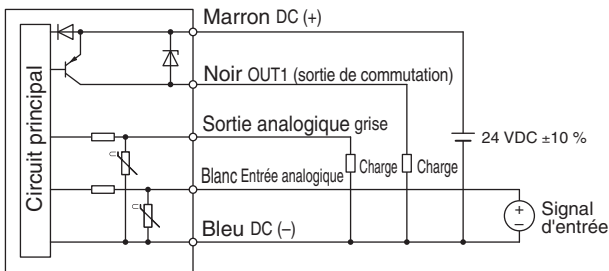 Marron DC (+)
Noir OUT1 (sortie de commutation)
Sortie analogique grise
24 VDC ±10 %
Charge
Charge
Blanc Entrée analogique
Signal
d'entrée
Bleu DC (–)
Circuit principal
+
–